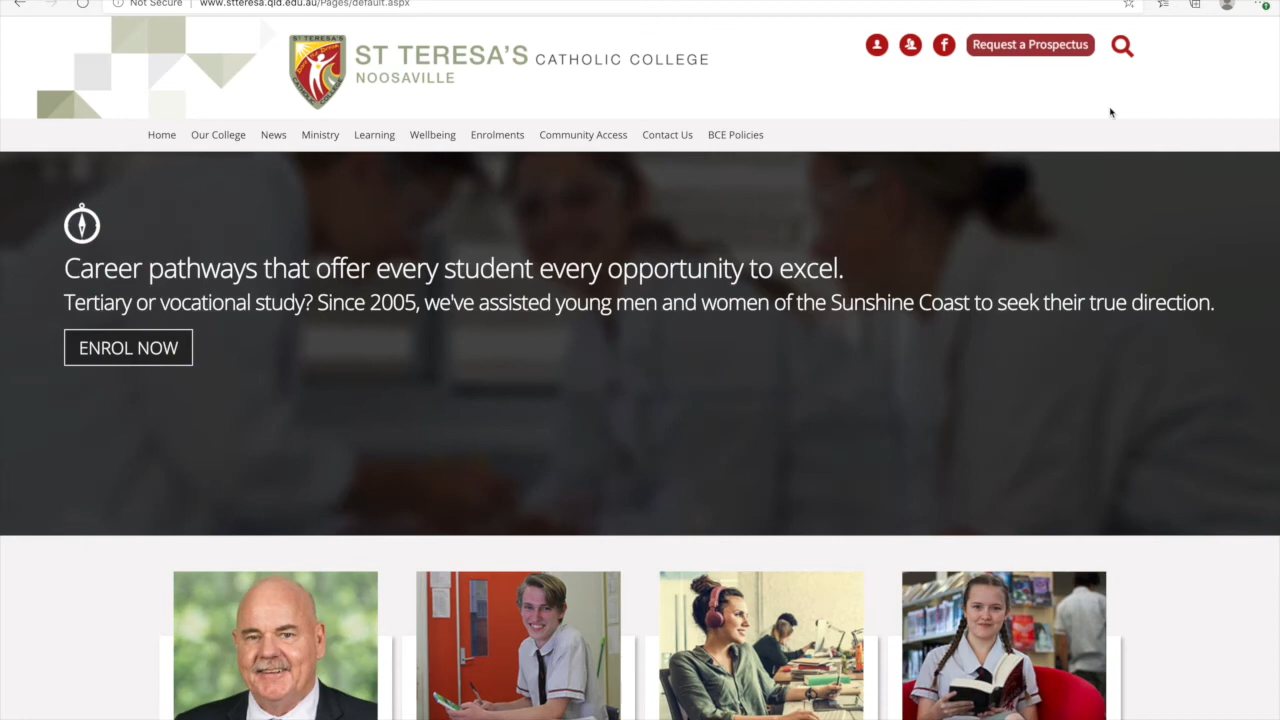 Not Secure www.stteresa.qld.edu.au/Pages/default.aspx
ST TERESA'S
ST TERESA'S CATHOLIC COLLEGE
NOOSAVILLE
Request a Prospectus
Home Our College News Ministry Learning Wellbeing Enrolments Community Access Contact Us BCE Policies
Career pathways that offer every student every opportunity to excel.
Tertiary or vocational study? Since 2005, we've assisted young men and women of the Sunshine Coast to seek their true direction.
ENROL NOW